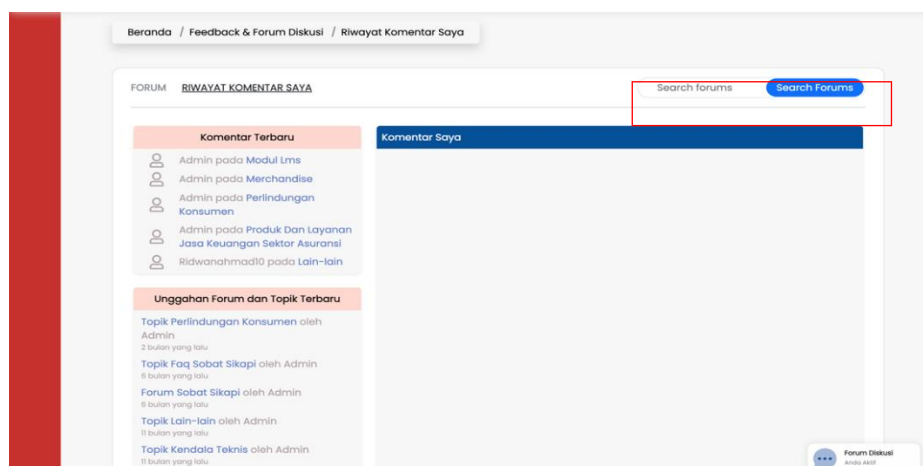 Beranda / Feedback & Forum Diskusi / Riwayat Komentar Saya
FORUM RIWAYAT KOMENTAR SAYA
Search forums Search Forums
Komentar Terbaru
Admin pada Modul Lms
Admin pada Merchandise
Admin pada Perlindungan
Konsumen
Admin pada Produk Dan Layanan
Jasa Keuangan Sektor Asuransi
Ridwanahmad10 pada Lain-lain
Komentar Saya
Unggahan Forum dan Topik Terbaru
Topik Perlindungan Konsumen oleh
Admin
2 bulan yang lalu
Topik Faq Sobat Sikapi oleh Admin
6 bulan yang lalu
Forum Sobat Sikapi oleh Admin
6 bulan yang lalu
Topik Lain-lain oleh Admin
11 bulan yang lalu
Topik Kendala Teknis oleh Admin
11 bulan yang lalu
Forum Diskusi
Anda Aktif